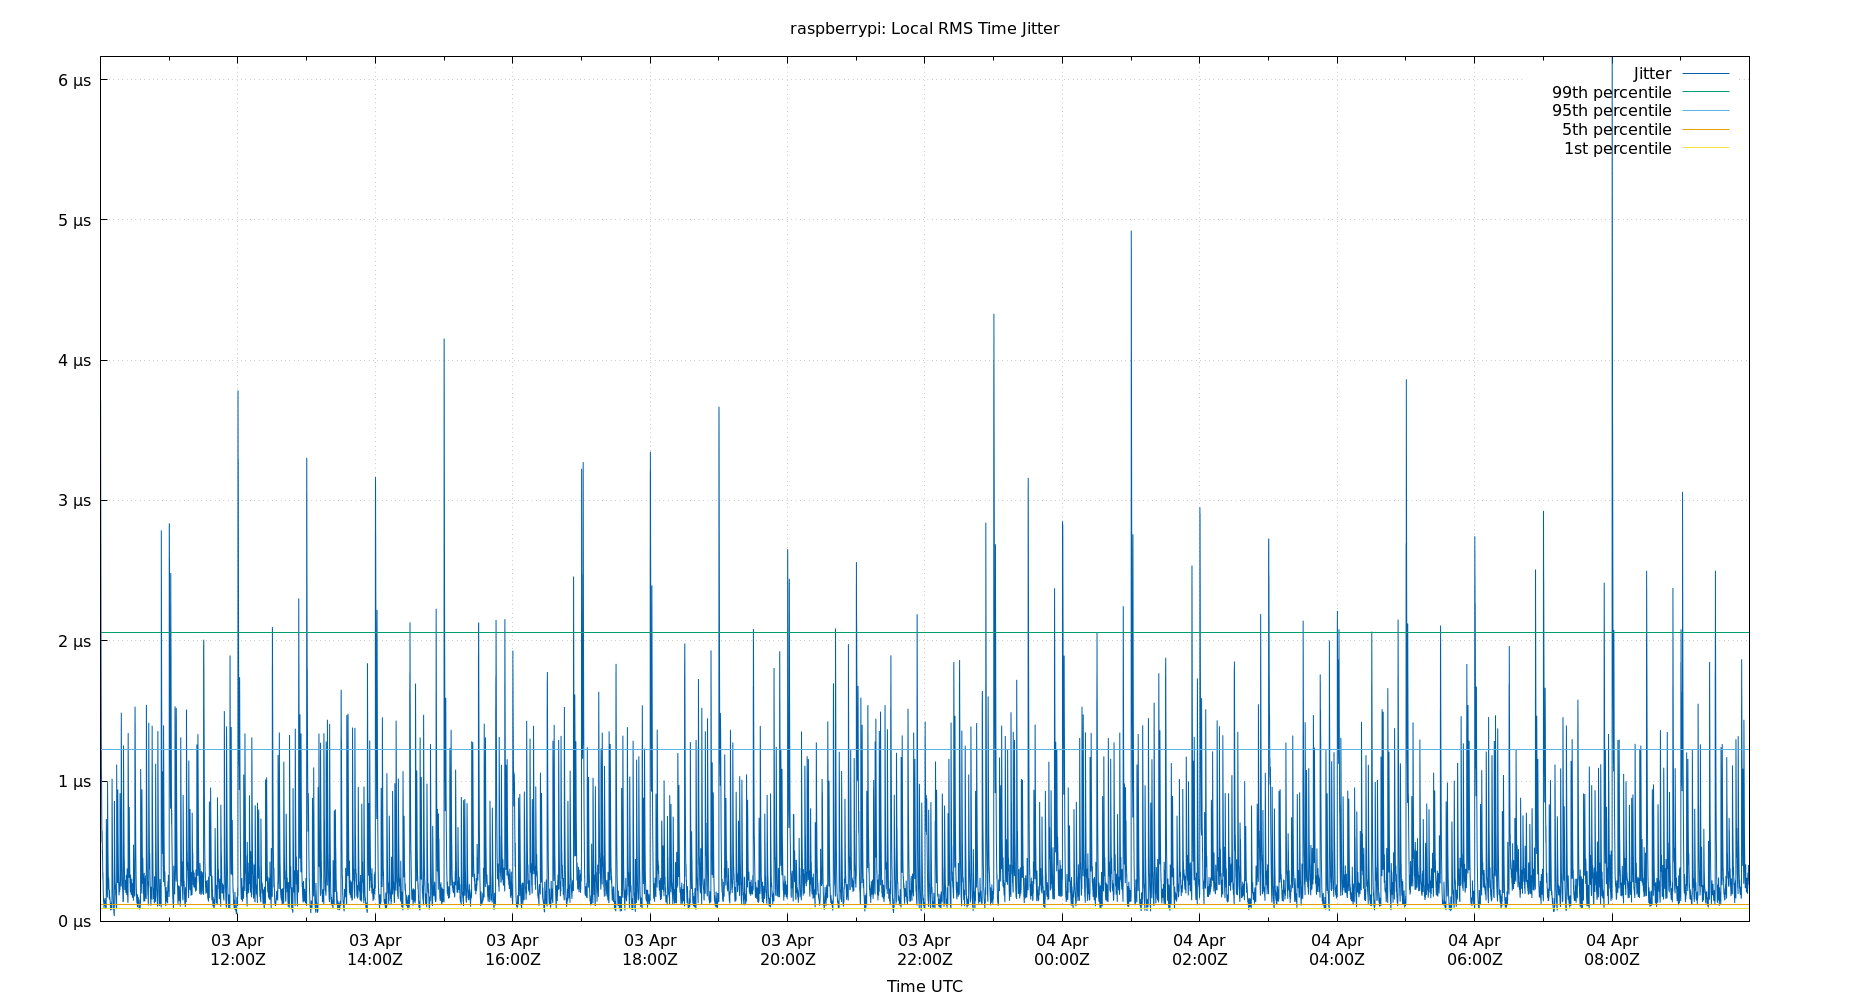 raspberrypi: Local RMS Time Jitter
6 µs
5 µs
4 µs
3 µs
2 µs
1 µs
0 µs
Jitter
99th percentile
95th percentile
5th percentile
1st percentile
03 Apr
12:00Z
03 Apr
14:00Z
03 Apr
16:00Z
03 Apr
18:00Z
03 Apr
20:00Z
03 Apr
22:00Z
04 Apr
00:00Z
04 Apr
02:00Z
04 Apr
04:00Z
04 Apr
06:00Z
04 Apr
08:00Z
Time UTC